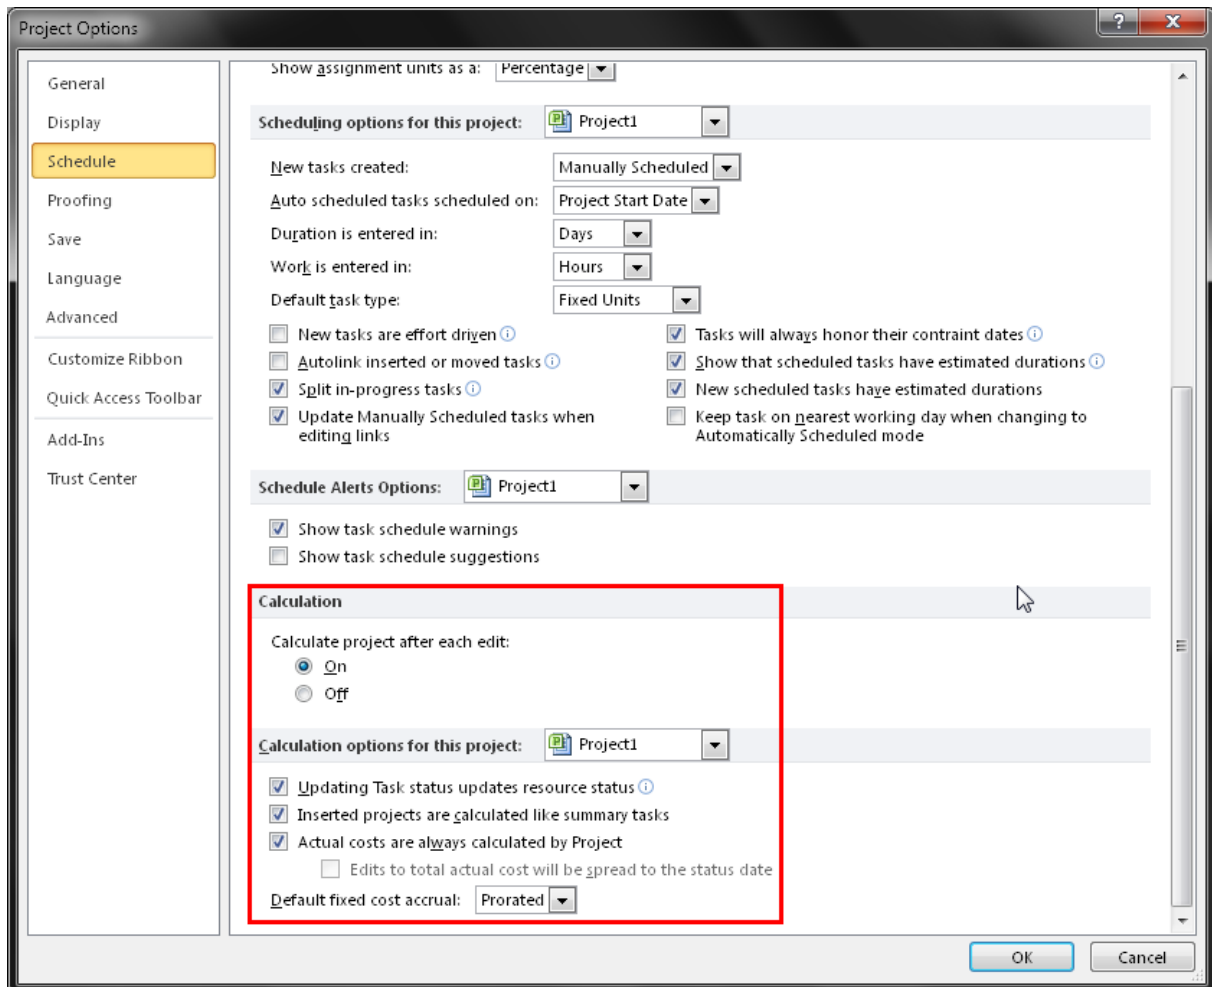 Project Options
?
X
General
Display
Schedule
Proofing
Save
Language
Advanced
Customize Ribbon
Quick Access Toolbar
Add-Ins
Trust Center
Show assignment units as a: Percentage
Scheduling options for this project: Project1
New tasks created: Manually Scheduled
Auto scheduled tasks scheduled on: Project Start Date
Duration is entered in: Days
Work is entered in: Hours
Default task type: Fixed Units
New tasks are effort driven
Autolink inserted or moved tasks
Split in-progress tasks
Update Manually Scheduled tasks when
editing links
Tasks will always honor their contraint dates
Show that scheduled tasks have estimated durations
New scheduled tasks have estimated durations
Keep task on nearest working day when changing to
Automatically Scheduled mode
Schedule Alerts Options: Project1
Show task schedule warnings
Show task schedule suggestions
Calculation
Calculate project after each edit:
On
Off
Calculation options for this project: Project1
Updating Task status updates resource status
Inserted projects are calculated like summary tasks
Actual costs are always calculated by Project
Edits to total actual cost will be spread to the status date
Default fixed cost accrual: Prorated
OK
Cancel